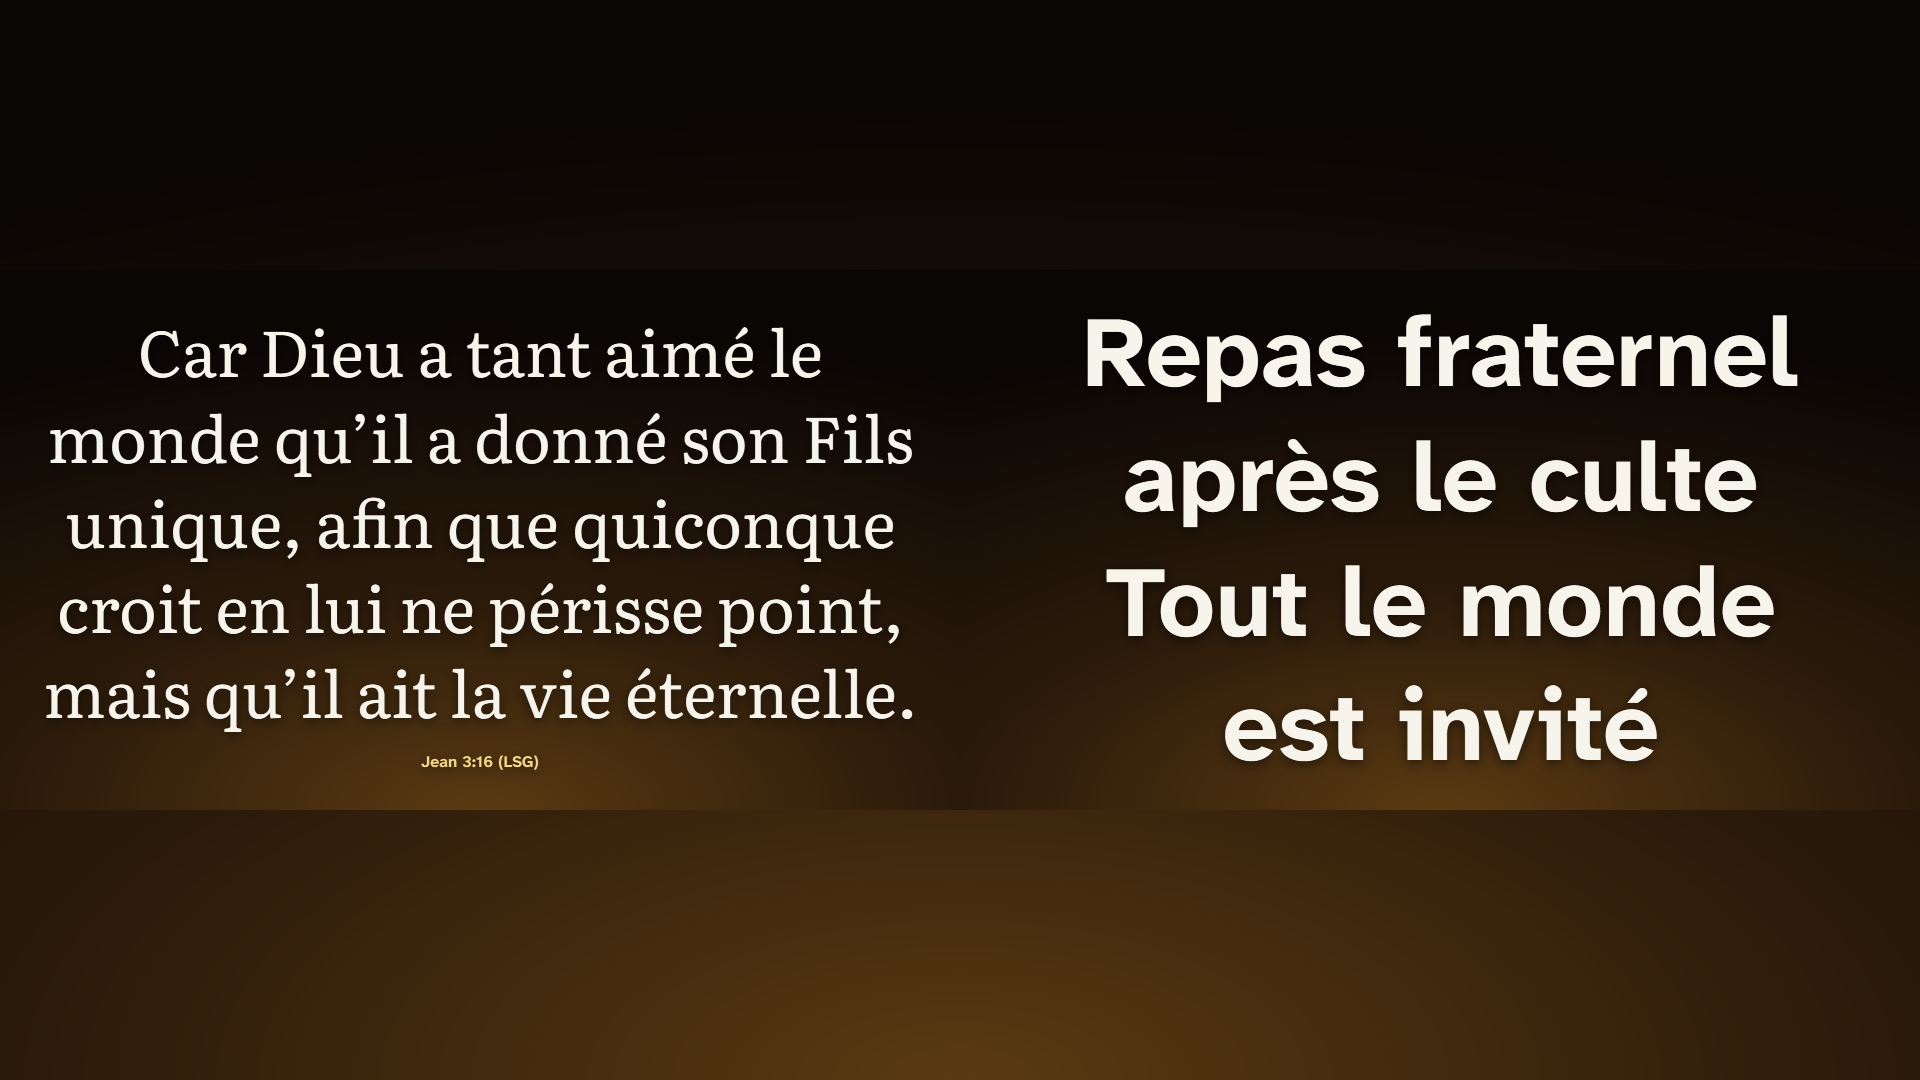 Car Dieu a tant aimé le
monde qu’il a donné son Fils
unique, afin que quiconque
croit en lui ne périsse point,
mais qu’il ait la vie éternelle.
Jean 3:16 (LSG)
Repas fraternel
après le culte
Tout le monde
est invité